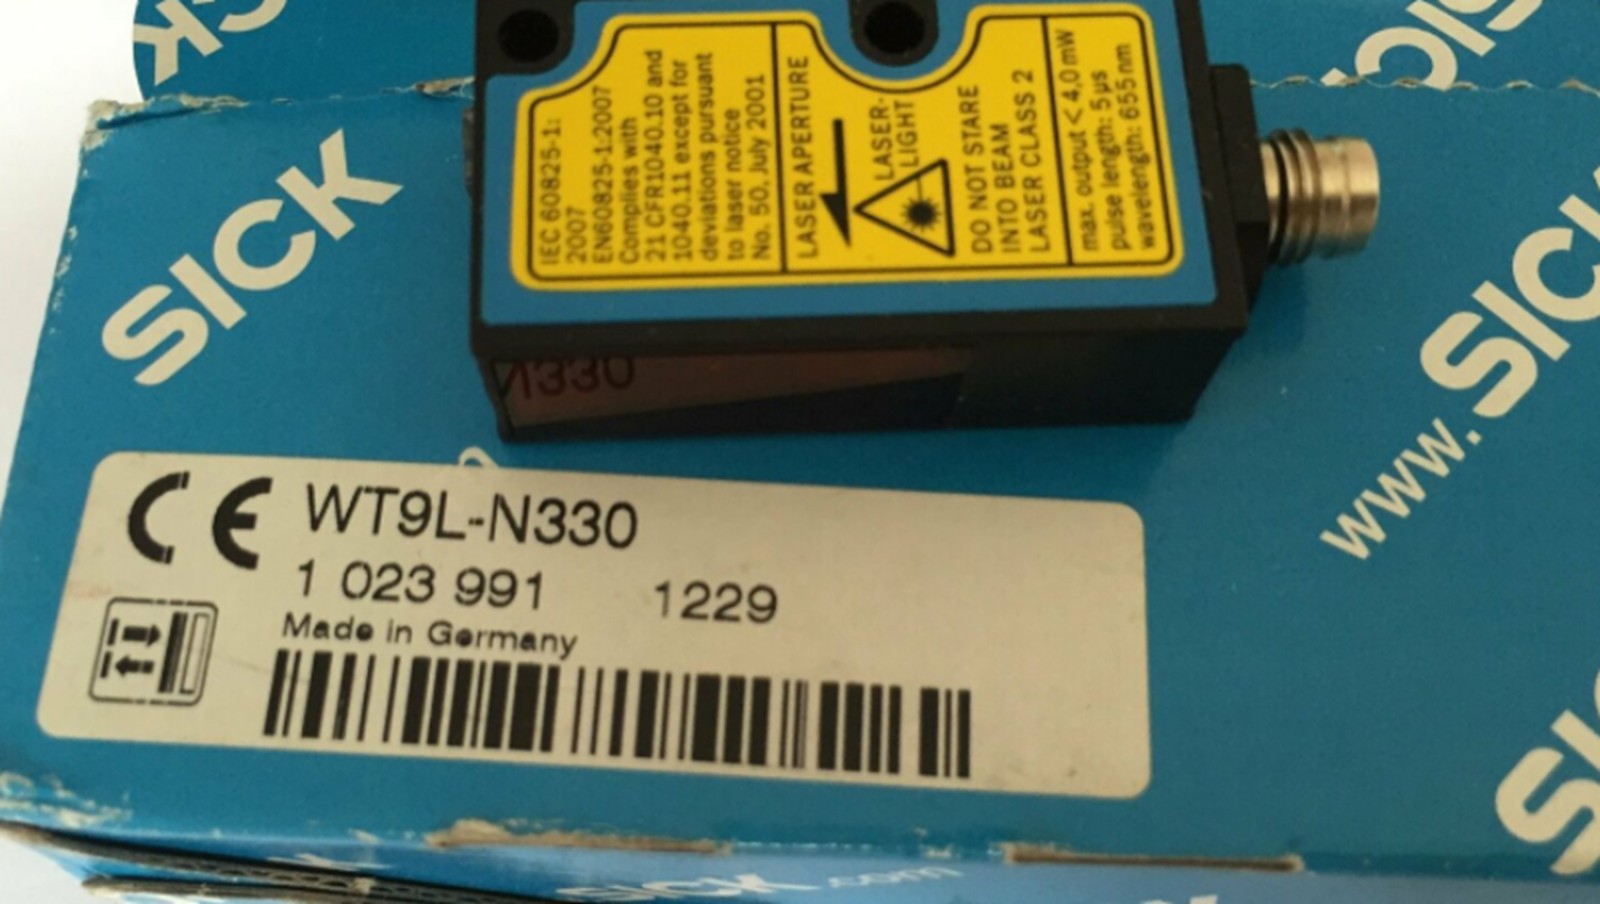 SICK
IEC 60825-1:
2007
EN60825-1:2007
Complies with
21 CFR1040.10 and
1040.11 except for
deviations pursuant
to laser notice
No. 50, July 2001
LASER APERTURE
LASER-
LIGHT
DO NOT STARE
INTO BEAM
LASER CLASS 2
max. output < 4,0 mW
pulse length: 5 µs
wavelength: 655 nm
N330
www.SICK
CE WT9L-N330
1 023 991 1229
Made in Germany
SICK.com